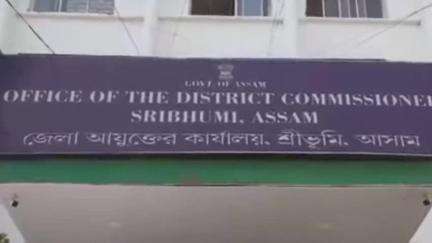 GOVT. OF ASSAM
OFFICE OF THE DISTRICT COMMISSIONER
SRIBHUMI, ASSAM
জেলা আয়ুক্তের কার্যালয়, শ্রীভূমি, আসাম